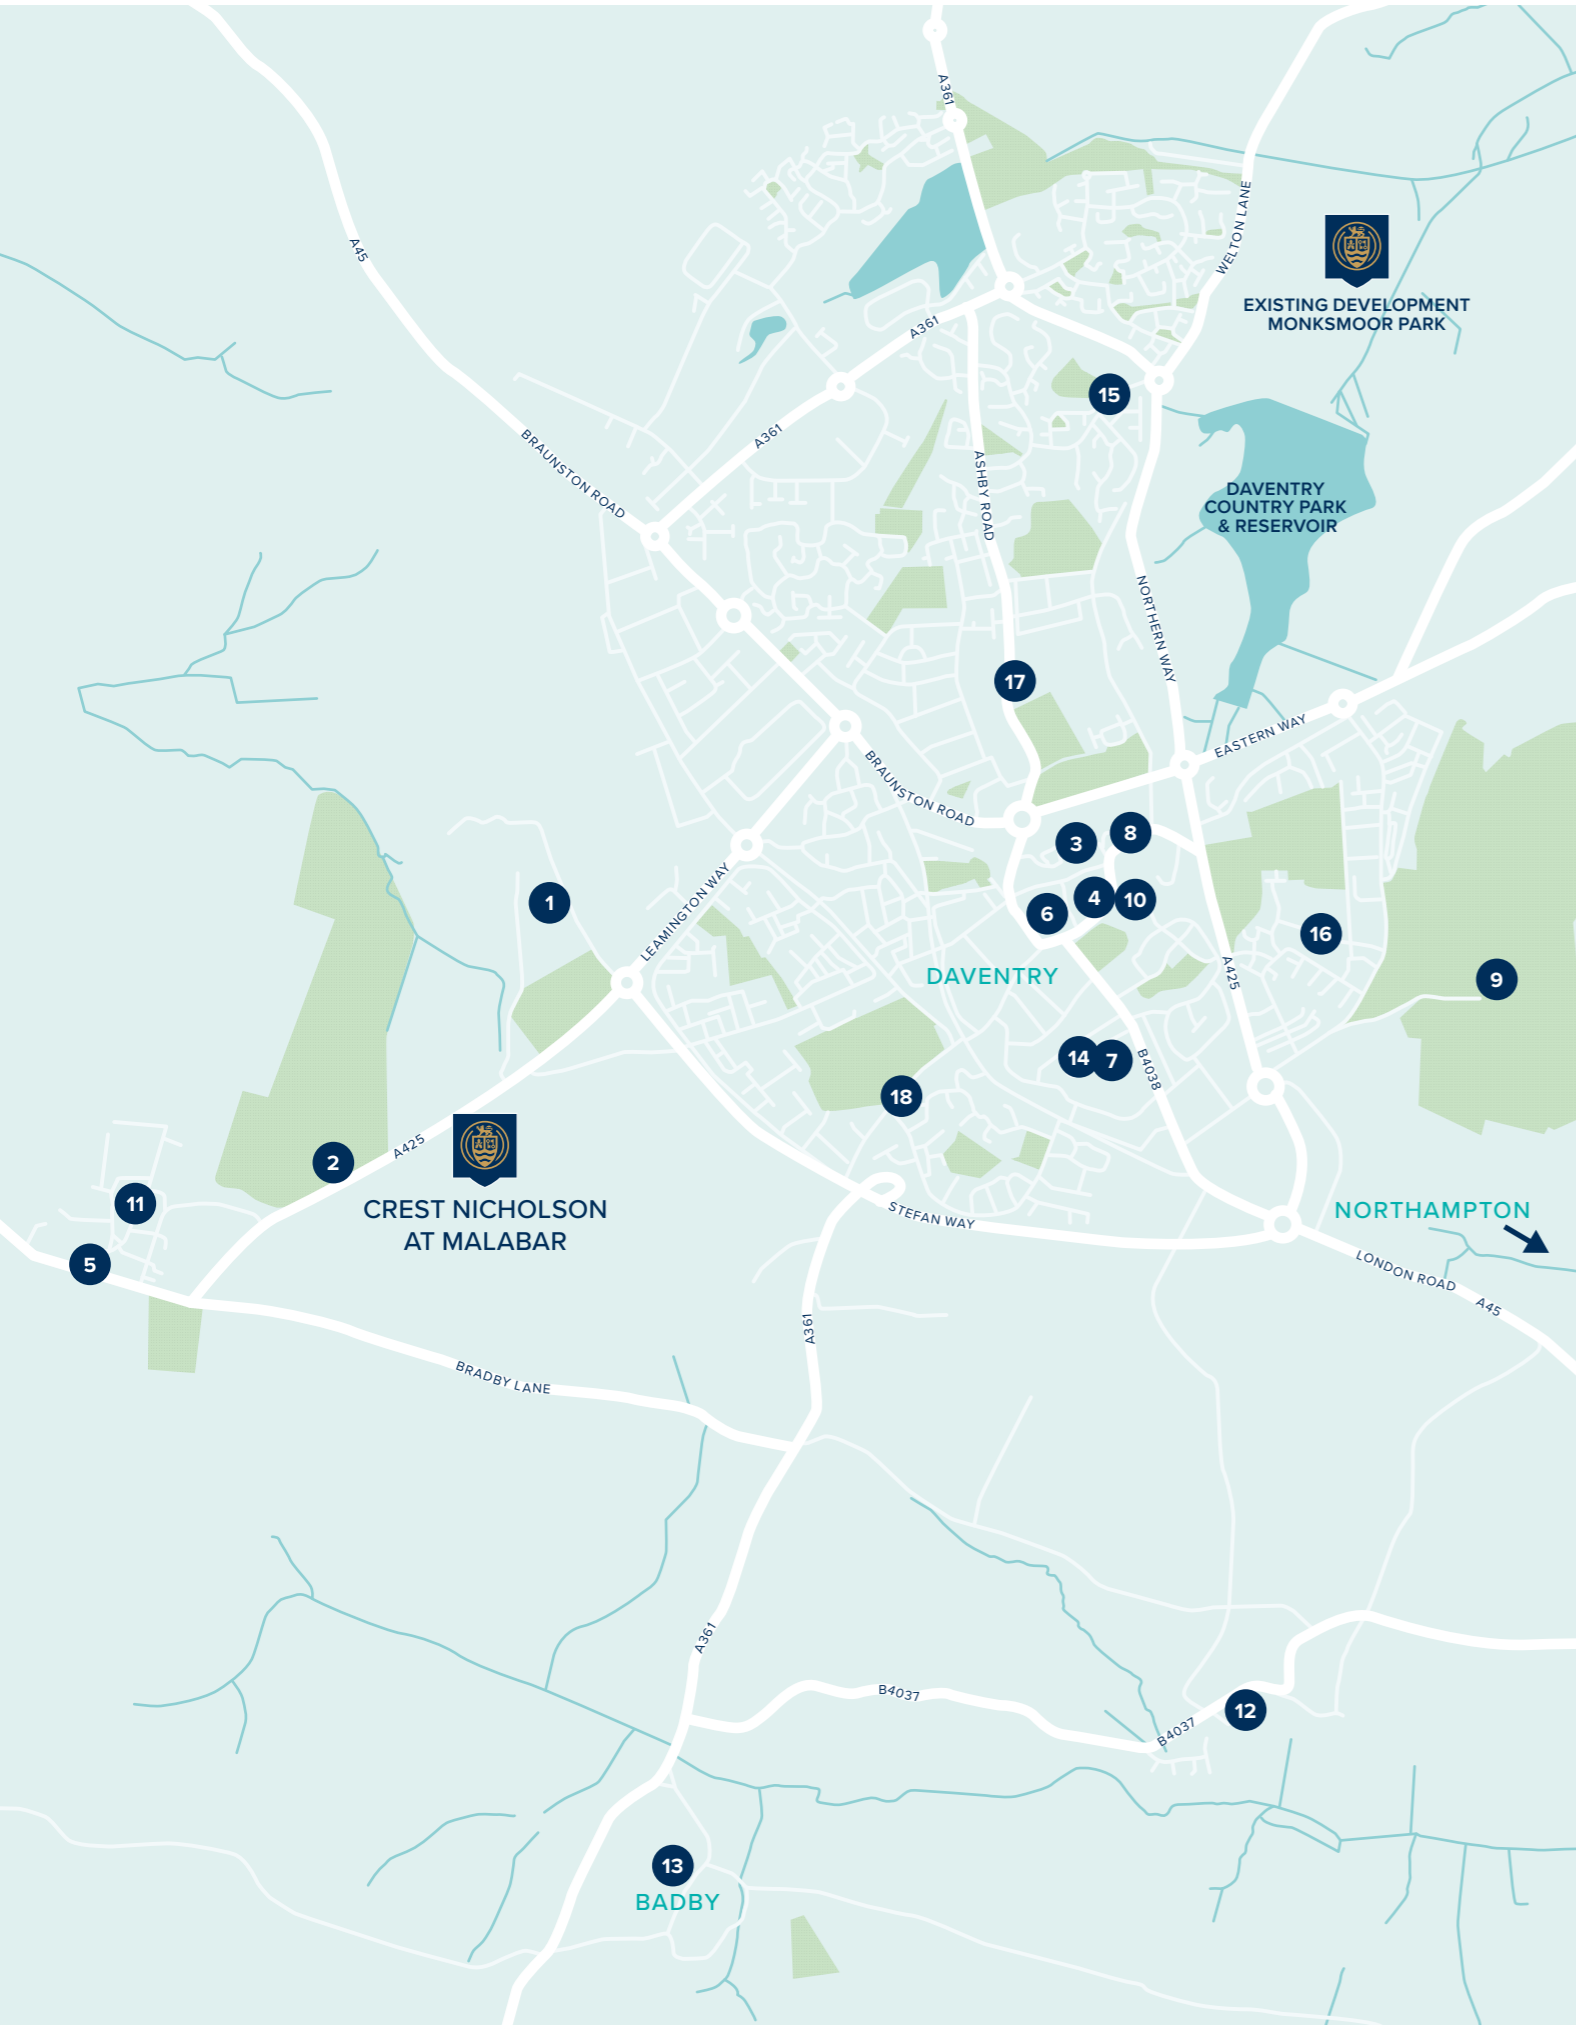 A361
WELTON LANE
A45
EXISTING DEVELOPMENT
MONKSMOOR PARK
A361
15
A361
BRAUNSTON ROAD
ASHBY ROAD
DAVENTRY
COUNTRY PARK
& RESERVOIR
NORTHERN WAY
17
EASTERN WAY
BRAUNSTON ROAD
3
8
1
LEAMINGTON WAY
4
10
6
16
DAVENTRY
A425
9
14
7
B4038
18
A425
2
11
CREST NICHOLSON
AT MALABAR
STEFAN WAY
NORTHAMPTON
5
LONDON ROAD
A45
A361
BRADBY LANE
A361
B4037
12
B4037
13
BADBY